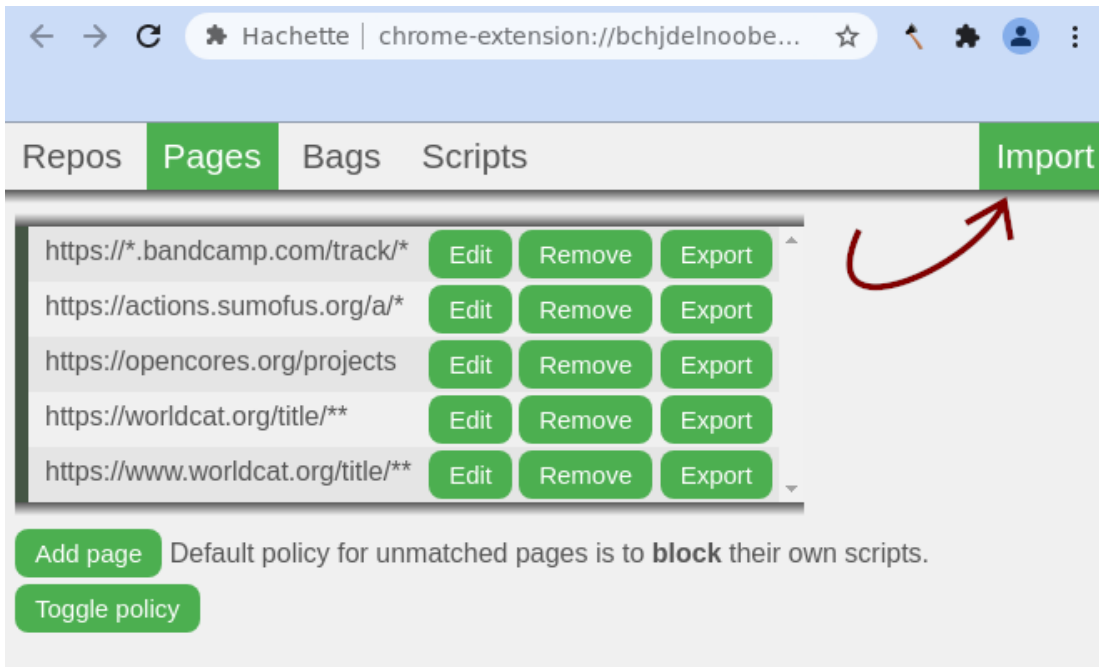 Hachette | chrome-extension://bchjdelnoobe...
Repos Pages Bags Scripts Import
https://*.bandcamp.com/track/* Edit Remove Export
https://actions.sumofus.org/a/* Edit Remove Export
https://opencores.org/projects Edit Remove Export
https://worldcat.org/title/** Edit Remove Export
https://www.worldcat.org/title/** Edit Remove Export
Add page Default policy for unmatched pages is to block their own scripts.
Toggle policy